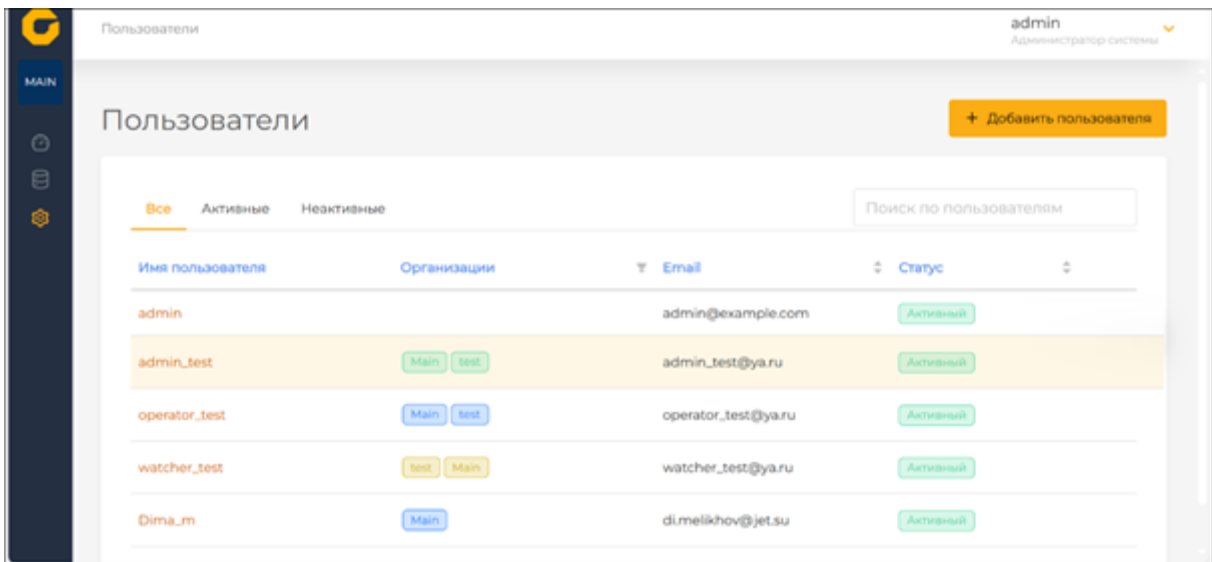 Пользователи
admin
Администратор системы
MAIN
Пользователи
+ Добавить пользователя
Все Активные Неактивные
Поиск по пользователям
Имя пользователя Организации Email Статус
admin admin@example.com Активный
admin_test Main test admin_test@ya.ru Активный
operator_test Main test operator_test@ya.ru Активный
watcher_test test Main watcher_test@ya.ru Активный
Dima_m Main di.melikhov@jet.su Активный